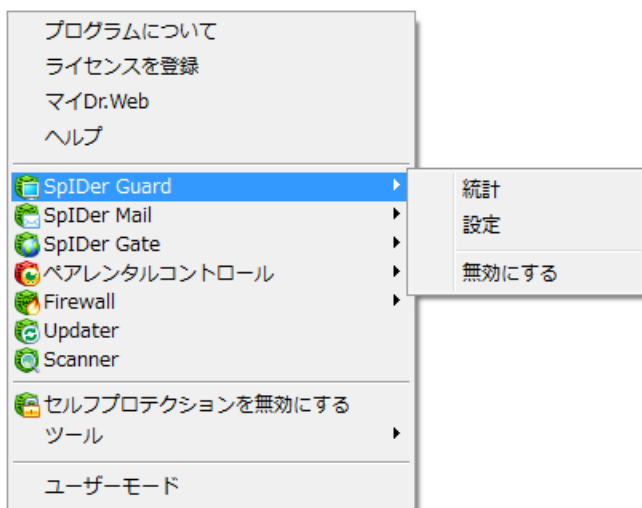 プログラムについて
ライセンスを登録
マイDr.Web
ヘルプ
SpIDer Guard
SpIDer Mail
SpIDer Gate
ペアレンタルコントロール
Firewall
Updater
Scanner
セルフプロテクションを無効にする
ツール
ユーザーモード
統計
設定
無効にする